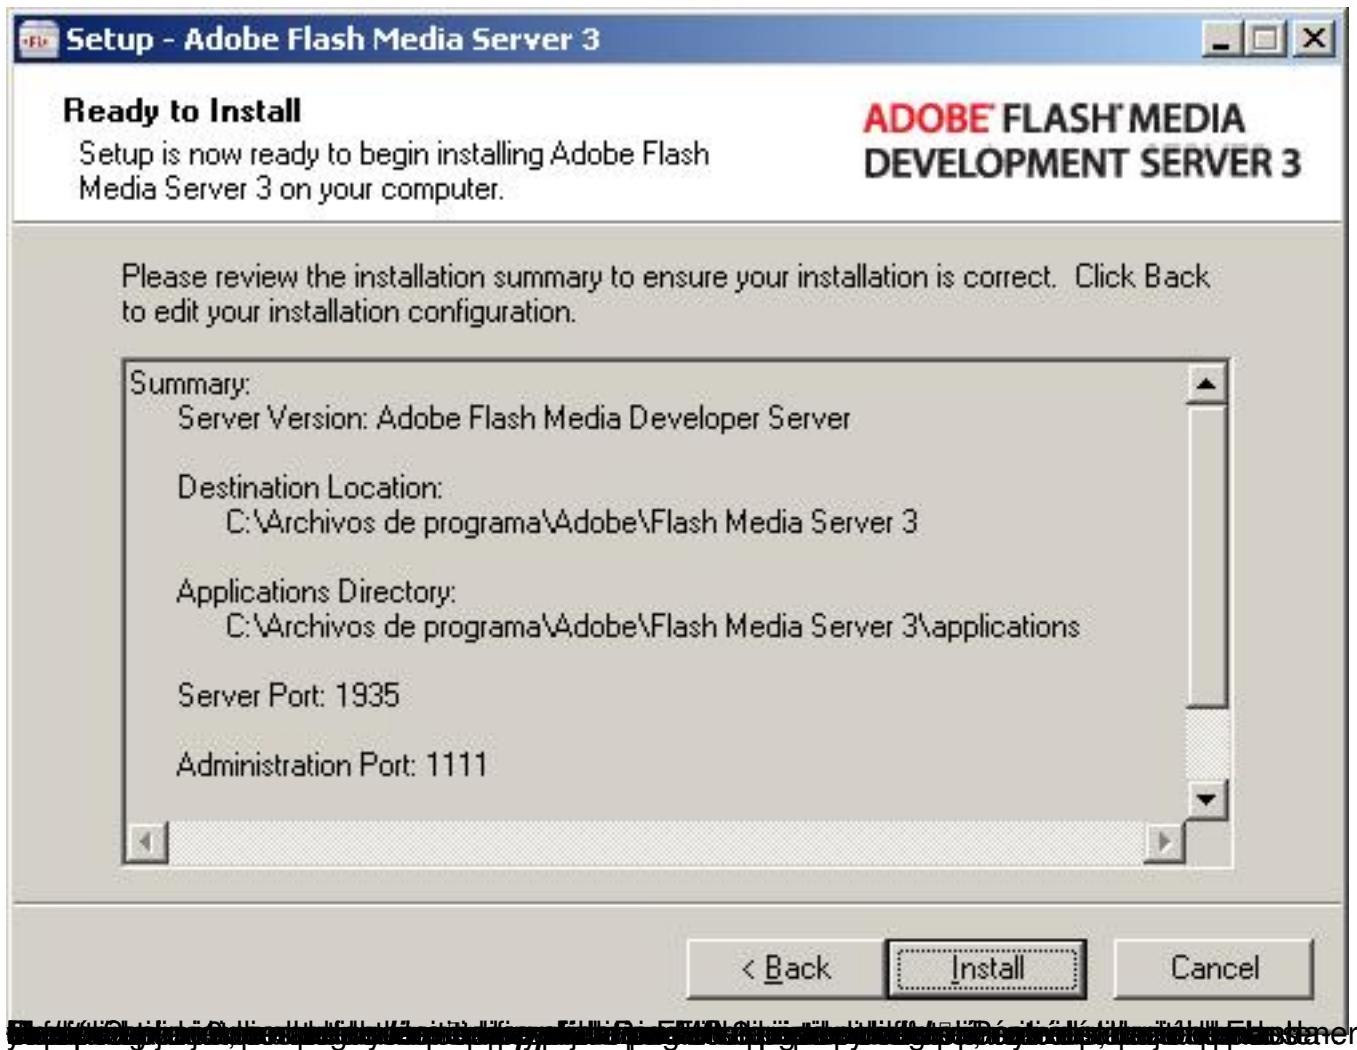 Setup - Adobe Flash Media Server 3
Ready to Install
Setup is now ready to begin installing Adobe Flash
Media Server 3 on your computer.
ADOBE FLASH MEDIA
DEVELOPMENT SERVER 3
Please review the installation summary to ensure your installation is correct. Click Back
to edit your installation configuration.
Summary:
Server Version: Adobe Flash Media Developer Server
Destination Location:
C:\Archivos de programa\Adobe\Flash Media Server 3
Applications Directory:
C:\Archivos de programa\Adobe\Flash Media Server 3\applications
Server Port: 1935
Administration Port: 1111
< Back
Install
Cancel